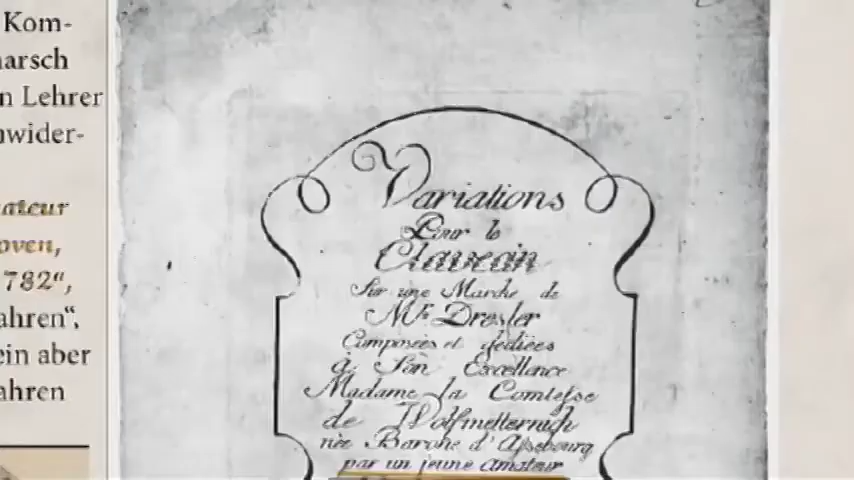 Kom-
arsch
n Lehrer
wider-
ateur
oven,
782“,
ahren“,
ein aber
ahren
Variations
Pour le
Clavecin
Sur une Marche de
Mr. Dresler
Composées et dediées
à Son Excellence
Madame la Comtesse
de Wolfmetternich
née Barone d'Assebourg
par un jeune amateur